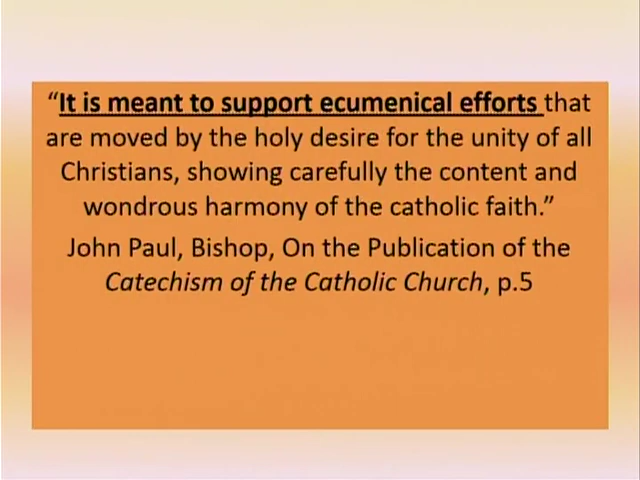 “It is meant to support ecumenical efforts that
are moved by the holy desire for the unity of all
Christians, showing carefully the content and
wondrous harmony of the catholic faith.”
John Paul, Bishop, On the Publication of the
Catechism of the Catholic Church, p.5